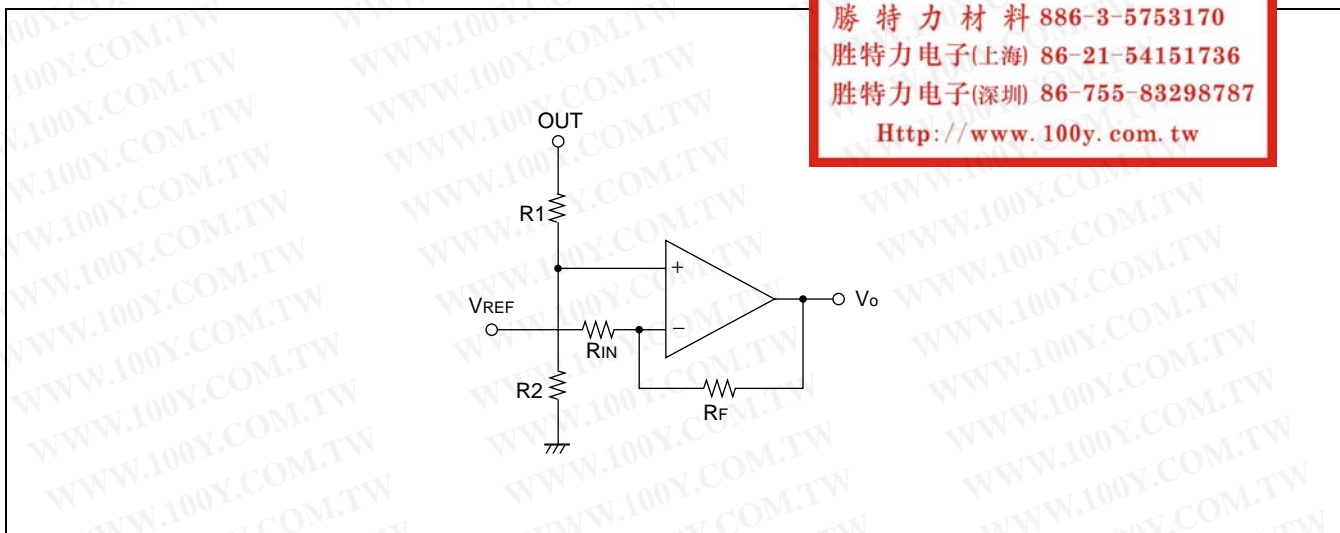 勝特力材料 886-3-5753170
胜特力电子(上海) 86-21-54151736
胜特力电子(深圳) 86-755-83298787
Http://www.100y.com.tw
OUT
R1
+
VREF
RIN
−
Vo
R2
RF
WWW.100Y.COM.TW